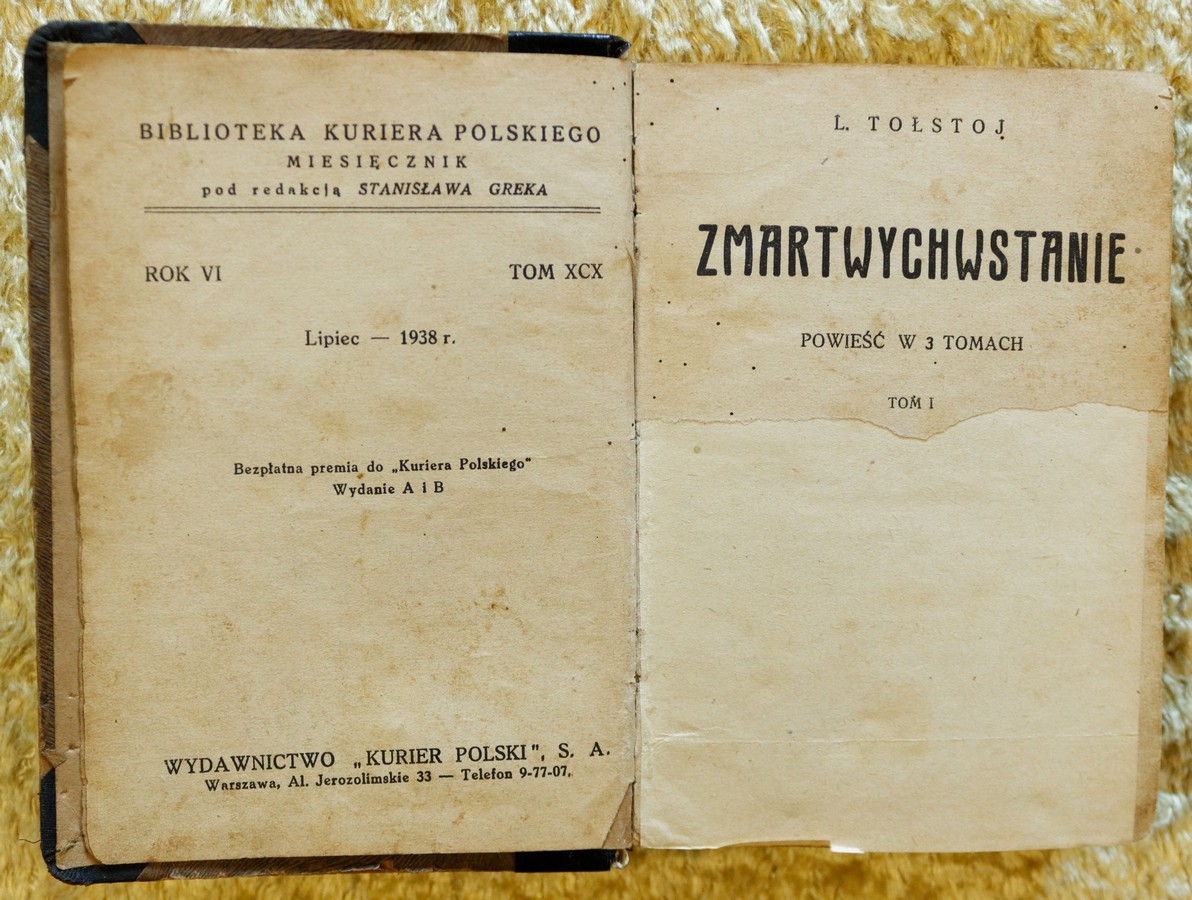 BIBLIOTEKA KURIERA POLSKIEGO
MIESIĘCZNIK
pod redakcją STANISŁAWA GREKA
ROK VI TOM XCX
Lipiec — 1938 r.
Bezpłatna premia do „Kuriera Polskiego"
Wydanie A i B
WYDAWNICTWO „KURIER POLSKI", S. A.
Warszawa, Al. Jerozolimskie 33 — Telefon 9-77-07,
L. TOŁSTOJ
ZMARTWYCHWSTANIE
POWIEŚĆ W 3 TOMACH
TOM I